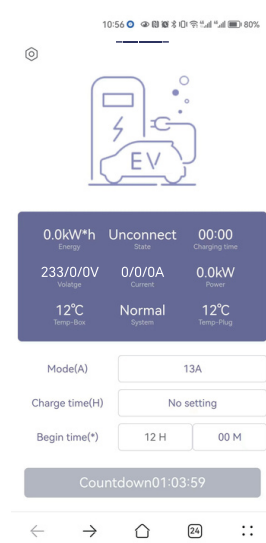 10:56 80%
EV
0.0kW*h Unconnect 00:00
Energy State Charging time
233/0/0V 0/0/0A 0.0kW
Volatge Current Power
12℃ Normal 12℃
Temp-Box System Temp-Plug
Mode(A) 13A
Charge time(H) No setting
Begin time(*) 12 H 00 M
Countdown01:03:59
24